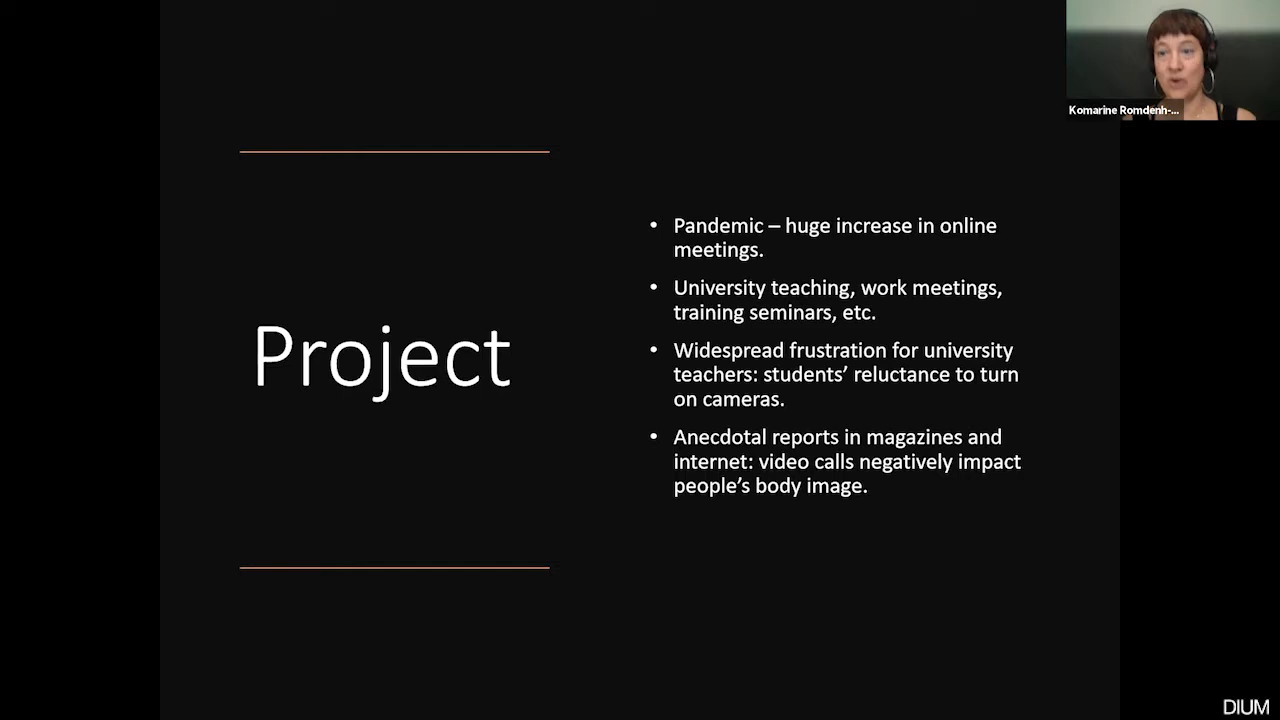 Komarine Romdenh-...
Project
• Pandemic – huge increase in online
meetings.
• University teaching, work meetings,
training seminars, etc.
• Widespread frustration for university
teachers: students’ reluctance to turn
on cameras.
• Anecdotal reports in magazines and
internet: video calls negatively impact
people’s body image.
DIUM